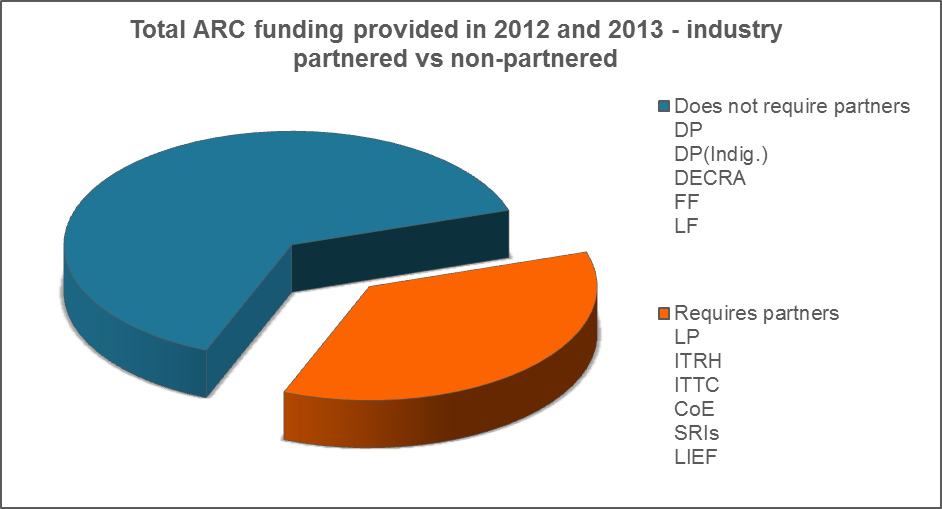 Total ARC funding provided in 2012 and 2013 - industry
partnered vs non-partnered
Does not require partners
DP
DP(Indig.)
DECRA
FF
LF
Requires partners
LP
ITRH
ITTC
CoE
SRIs
LIEF